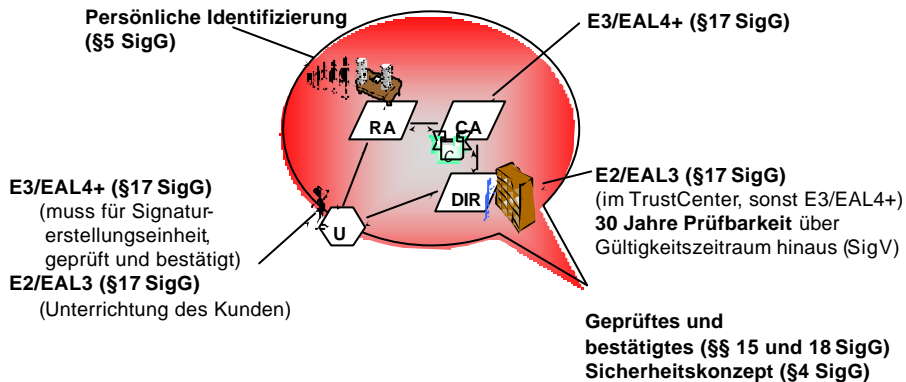 Persönliche Identifizierung
(§5 SigG)
E3/EAL4+ (§17 SigG)
RA
CA
C
E3/EAL4+ (§17 SigG)
(muss für Signatur-
erstellungseinheit,
geprüft und bestätigt)
E2/EAL3 (§17 SigG)
(Unterrichtung des Kunden)
U
DIR
E2/EAL3 (§17 SigG)
(im TrustCenter, sonst E3/EAL4+)
30 Jahre Prüfbarkeit über
Gültigkeitszeitraum hinaus (SigV)
Geprüftes und
bestätigtes (§§ 15 und 18 SigG)
Sicherheitskonzept (§4 SigG)